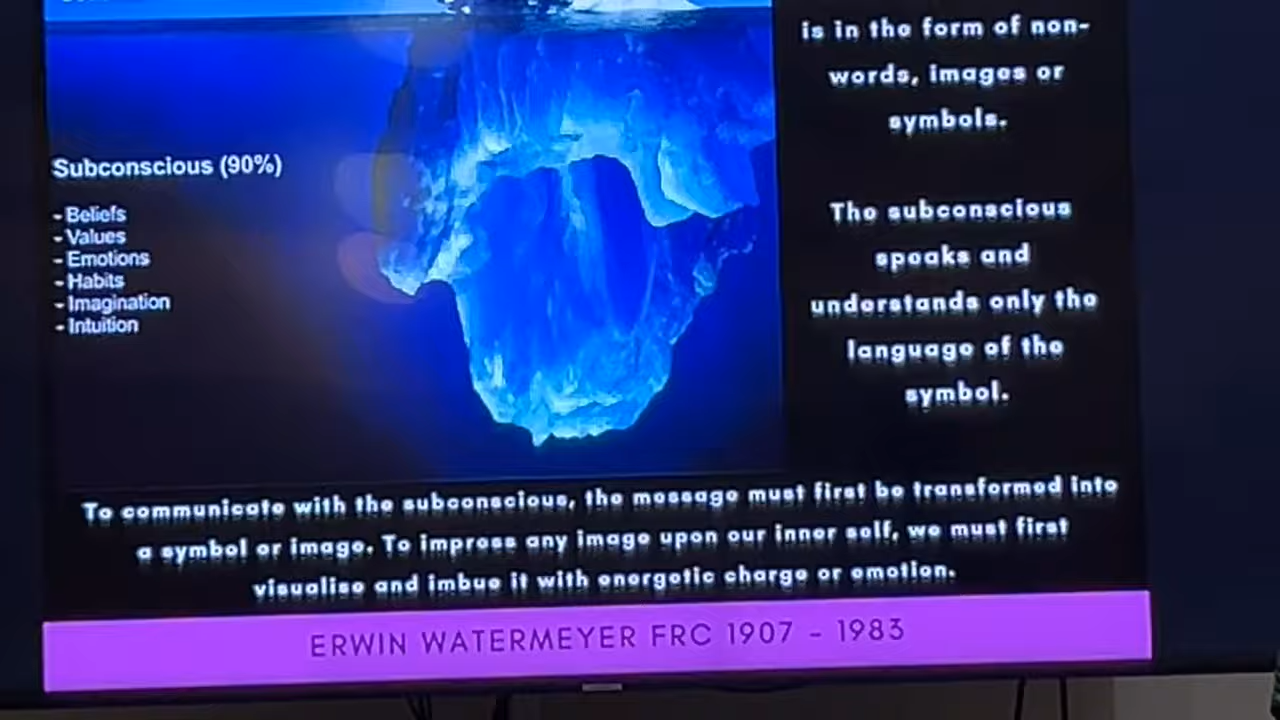 is in the form of non-
words, images or
symbols.
Subconscious (90%)
- Beliefs
- Values
- Emotions
- Habits
- Imagination
- Intuition
The subconscious
speaks and
understands only the
language of the
symbol.
To communicate with the subconscious, the message must first be transformed into
a symbol or image. To impress any image upon our inner self, we must first
visualise and imbue it with energetic charge or emotion.
ERWIN WATERMEYER FRC 1907 - 1983